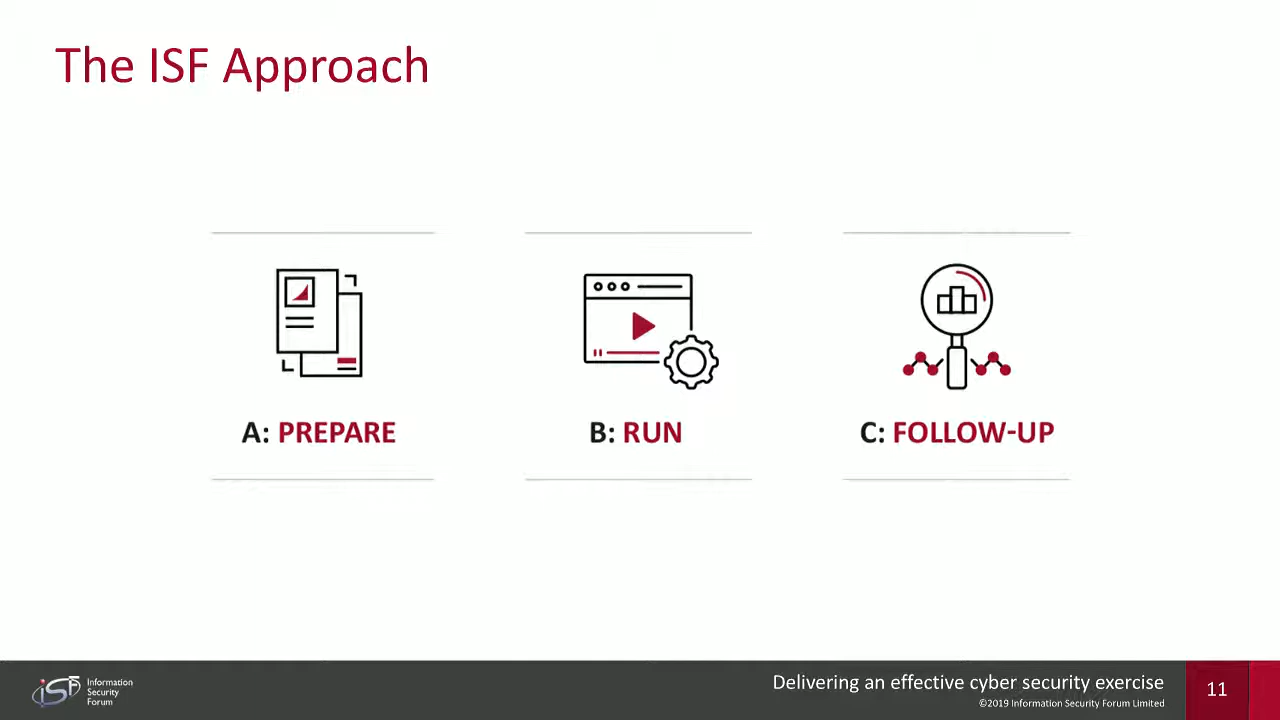 The ISF Approach
A: PREPARE
B: RUN
C: FOLLOW-UP
iSF
Information
Security
Forum
Delivering an effective cyber security exercise
©2019 Information Security Forum Limited
11